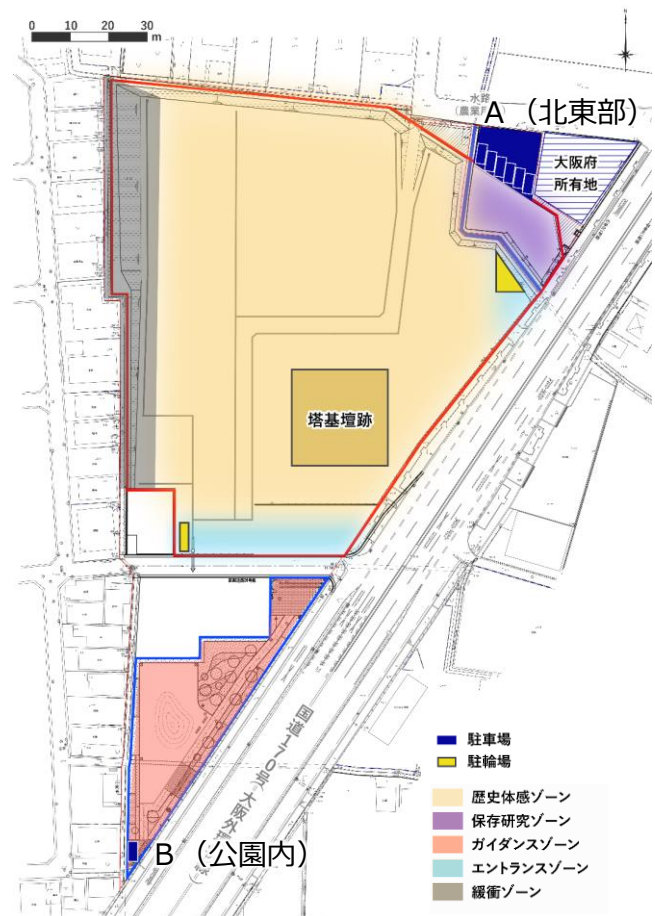 0 10 20 30
m
N
水路
A（北東部）
大阪府
所有地
塔基壇跡
国道170号（大阪外
B（公園内）
駐車場
駐輪場
歴史体感ゾーン
保存研究ゾーン
ガイダンスゾーン
エントランスゾーン
緩衝ゾーン